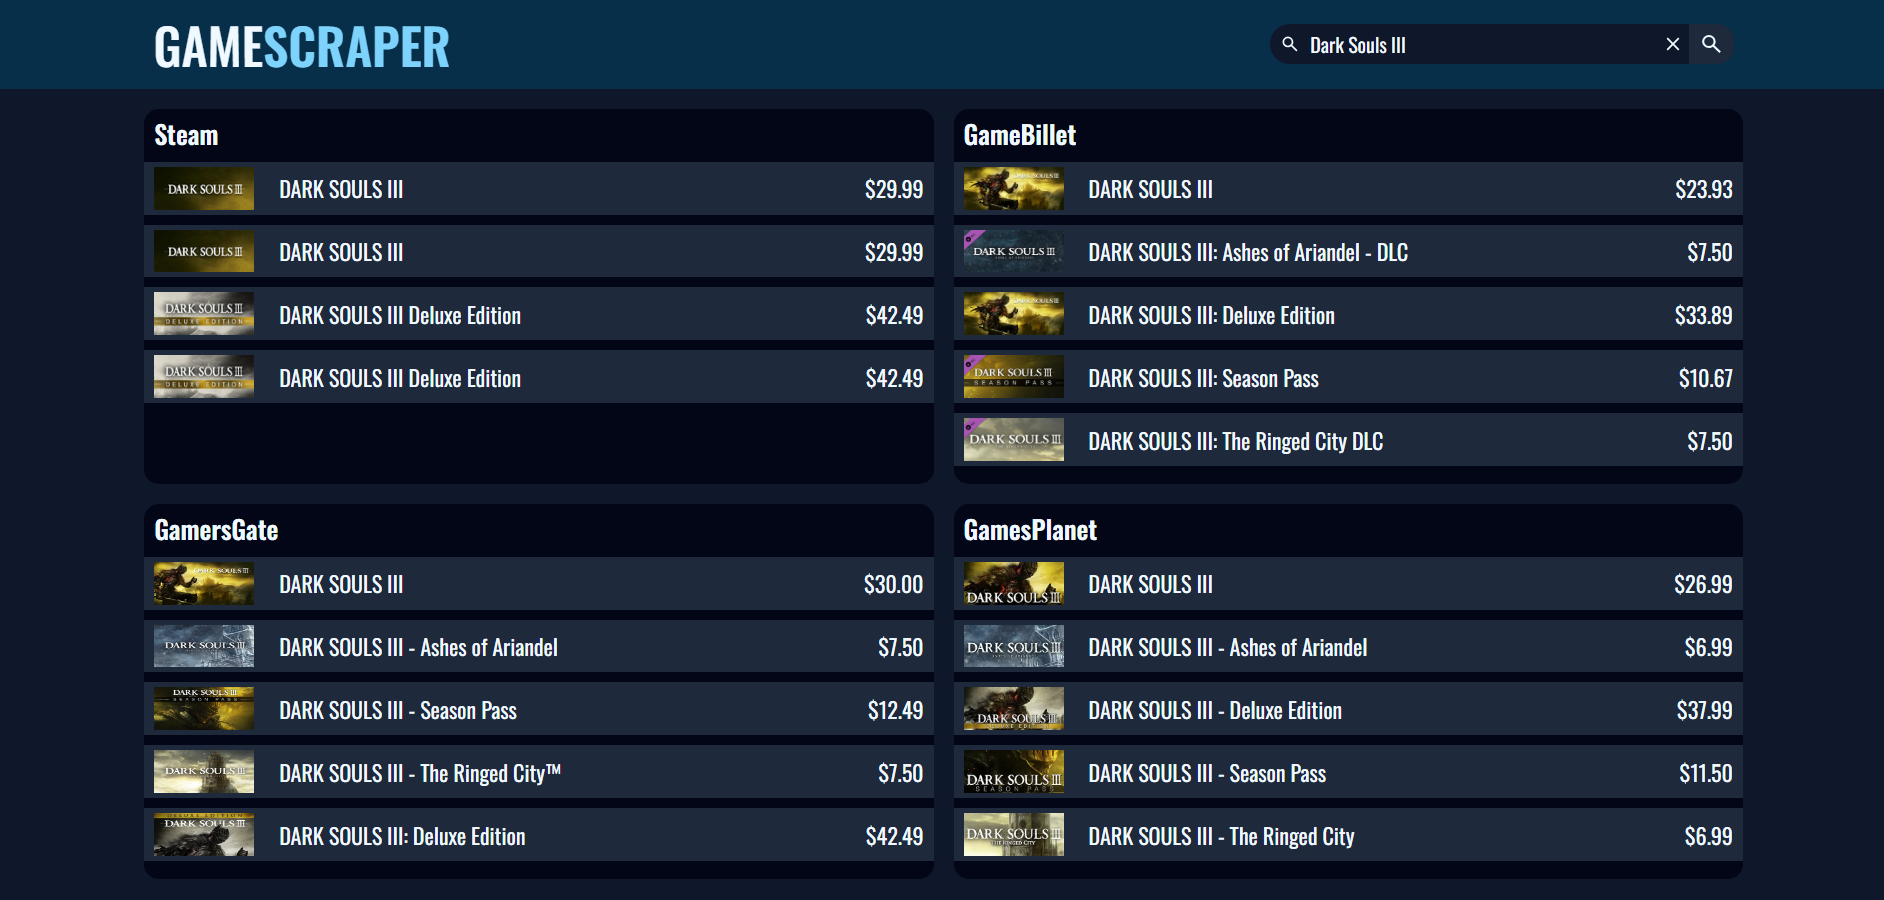 GAMESCRAPER
Dark Souls III
Steam
DARK SOULS III DARK SOULS III $29.99
DARK SOULS III DARK SOULS III $29.99
DARK SOULS III DELUXE EDITION DARK SOULS III Deluxe Edition $42.49
DARK SOULS III DELUXE EDITION DARK SOULS III Deluxe Edition $42.49
GameBillet
DARK SOULS III DARK SOULS III $23.93
DARK SOULS III DARK SOULS III: Ashes of Ariandel - DLC $7.50
DARK SOULS III DARK SOULS III: Deluxe Edition $33.89
DARK SOULS III SEASON PASS DARK SOULS III: Season Pass $10.67
DARK SOULS III DARK SOULS III: The Ringed City DLC $7.50
GamersGate
DARK SOULS III DARK SOULS III $30.00
DARK SOULS III DARK SOULS III - Ashes of Ariandel $7.50
DARK SOULS III SEASON PASS DARK SOULS III - Season Pass $12.49
DARK SOULS III DARK SOULS III - The Ringed City™ $7.50
DELUXE EDITION DARK SOULS III DARK SOULS III: Deluxe Edition $42.49
GamesPlanet
DARK SOULS III DARK SOULS III $26.99
DARK SOULS III DARK SOULS III - Ashes of Ariandel $6.99
DARK SOULS III DELUXE EDITION DARK SOULS III - Deluxe Edition $37.99
DARK SOULS III SEASON PASS DARK SOULS III - Season Pass $11.50
DARK SOULS III THE RINGED CITY DARK SOULS III - The Ringed City $6.99